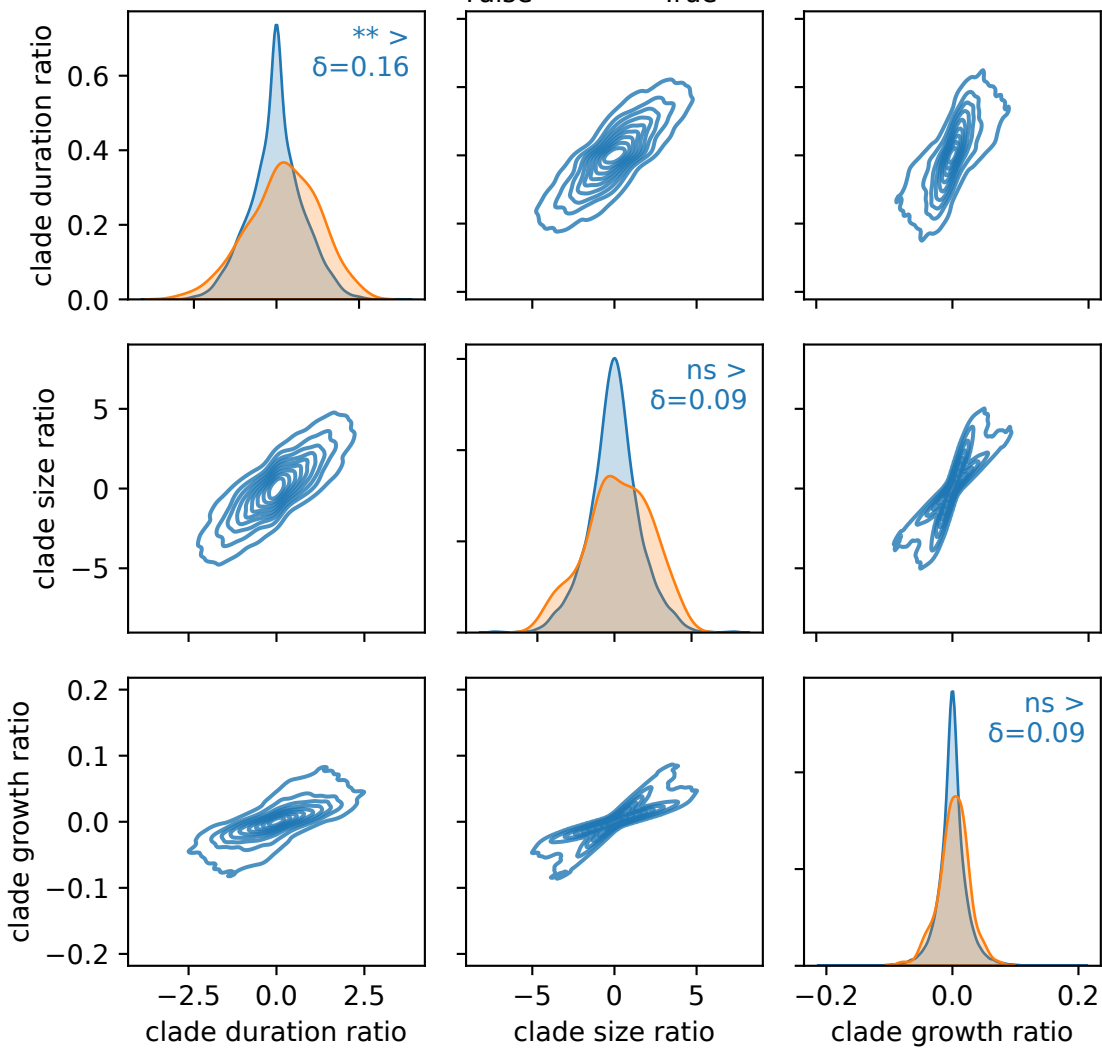 clade duration ratio
0.6
0.4
0.2
0.0
** >
δ=0.16
clade size ratio
5
0
−5
ns >
δ=0.09
clade growth ratio
0.2
0.1
0.0
−0.1
−0.2
ns >
δ=0.09
−2.5 0.0 2.5
clade duration ratio
−5 0 5
clade size ratio
−0.2 0.0 0.2
clade growth ratio